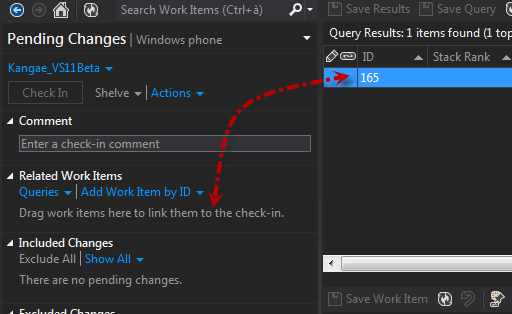 Search Work Items (Ctrl+à)
Pending Changes | Windows phone
Kangae_VS11Beta
Check In Shelve Actions
Comment
Enter a check-in comment
Related Work Items
Queries Add Work Item by ID
Drag work items here to link them to the check-in.
Included Changes
Exclude All Show All
There are no pending changes.
Excluded Changes
Save Results Save Query
Query Results: 1 items found (1 top
ID Stack Rank
165
Save Work Item